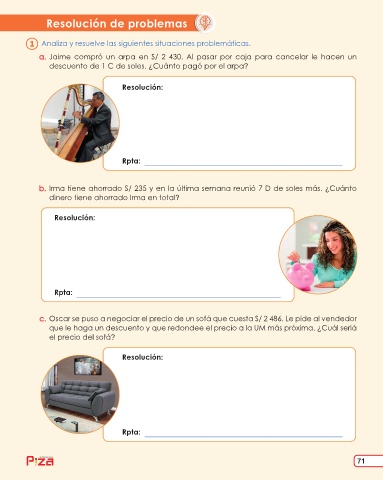 Resolución de problemas
1 Analiza y resuelve las siguientes situaciones problemáticas.
a. Jaime compró un arpa en S/ 2 430. Al pasar por caja para cancelar le hacen un
descuento de 1 C de soles. ¿Cuánto pagó por el arpa?
Resolución:
Rpta:
b. Irma tiene ahorrado S/ 235 y en la última semana reunió 7 D de soles más. ¿Cuánto
dinero tiene ahorrado Irma en total?
Resolución:
Rpta:
c. Oscar se puso a negociar el precio de un sofá que cuesta S/ 2 486. Le pide al vendedor
que le haga un descuento y que redondee el precio a la UM más próxima. ¿Cuál seriá
el precio del sofá?
Resolución:
Rpta:
71